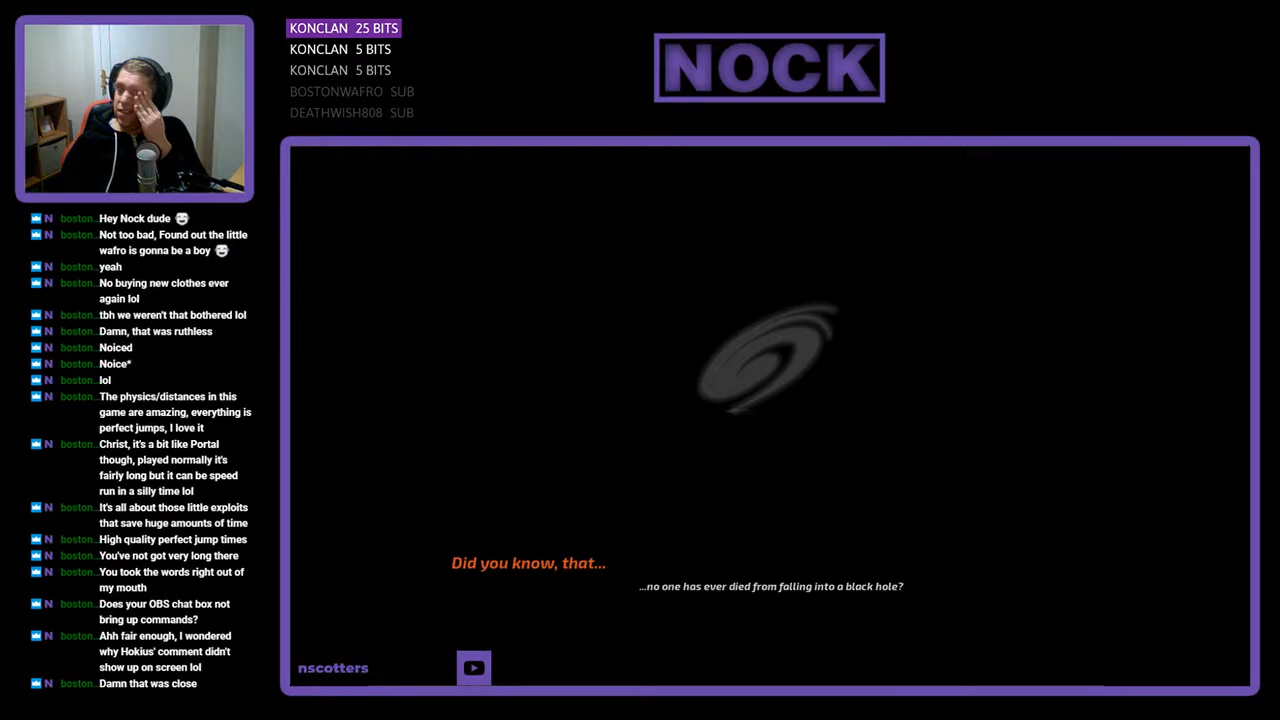 KONCLAN 25 BITS
KONCLAN 5 BITS
KONCLAN 5 BITS
BOSTONWAFRO SUB
DEATHWISH808 SUB
NOCK
N boston... Hey Nock dude
N boston... Not too bad, Found out the little
wafro is gonna be a boy
N boston... yeah
N boston... No buying new clothes ever
again lol
N boston... tbh we weren't that bothered lol
N boston... Damn, that was ruthless
N boston... Noiced
N boston... Noice*
N boston... lol
N boston... The physics/distances in this
game are amazing, everything is
perfect jumps, I love it
N boston... Christ, it's a bit like Portal
though, played normally it's
fairly long but it can be speed
run in a silly time lol
N boston... It's all about those little exploits
that save huge amounts of time
N boston... High quality perfect jump times
N boston... You've not got very long there
N boston... You took the words right out of
my mouth
N boston... Does your OBS chat box not
bring up commands?
N boston... Ahh fair enough, I wondered
why Hokius' comment didn't
show up on screen lol
N boston... Damn that was close
Did you know, that...
...no one has ever died from falling into a black hole?
nscotters